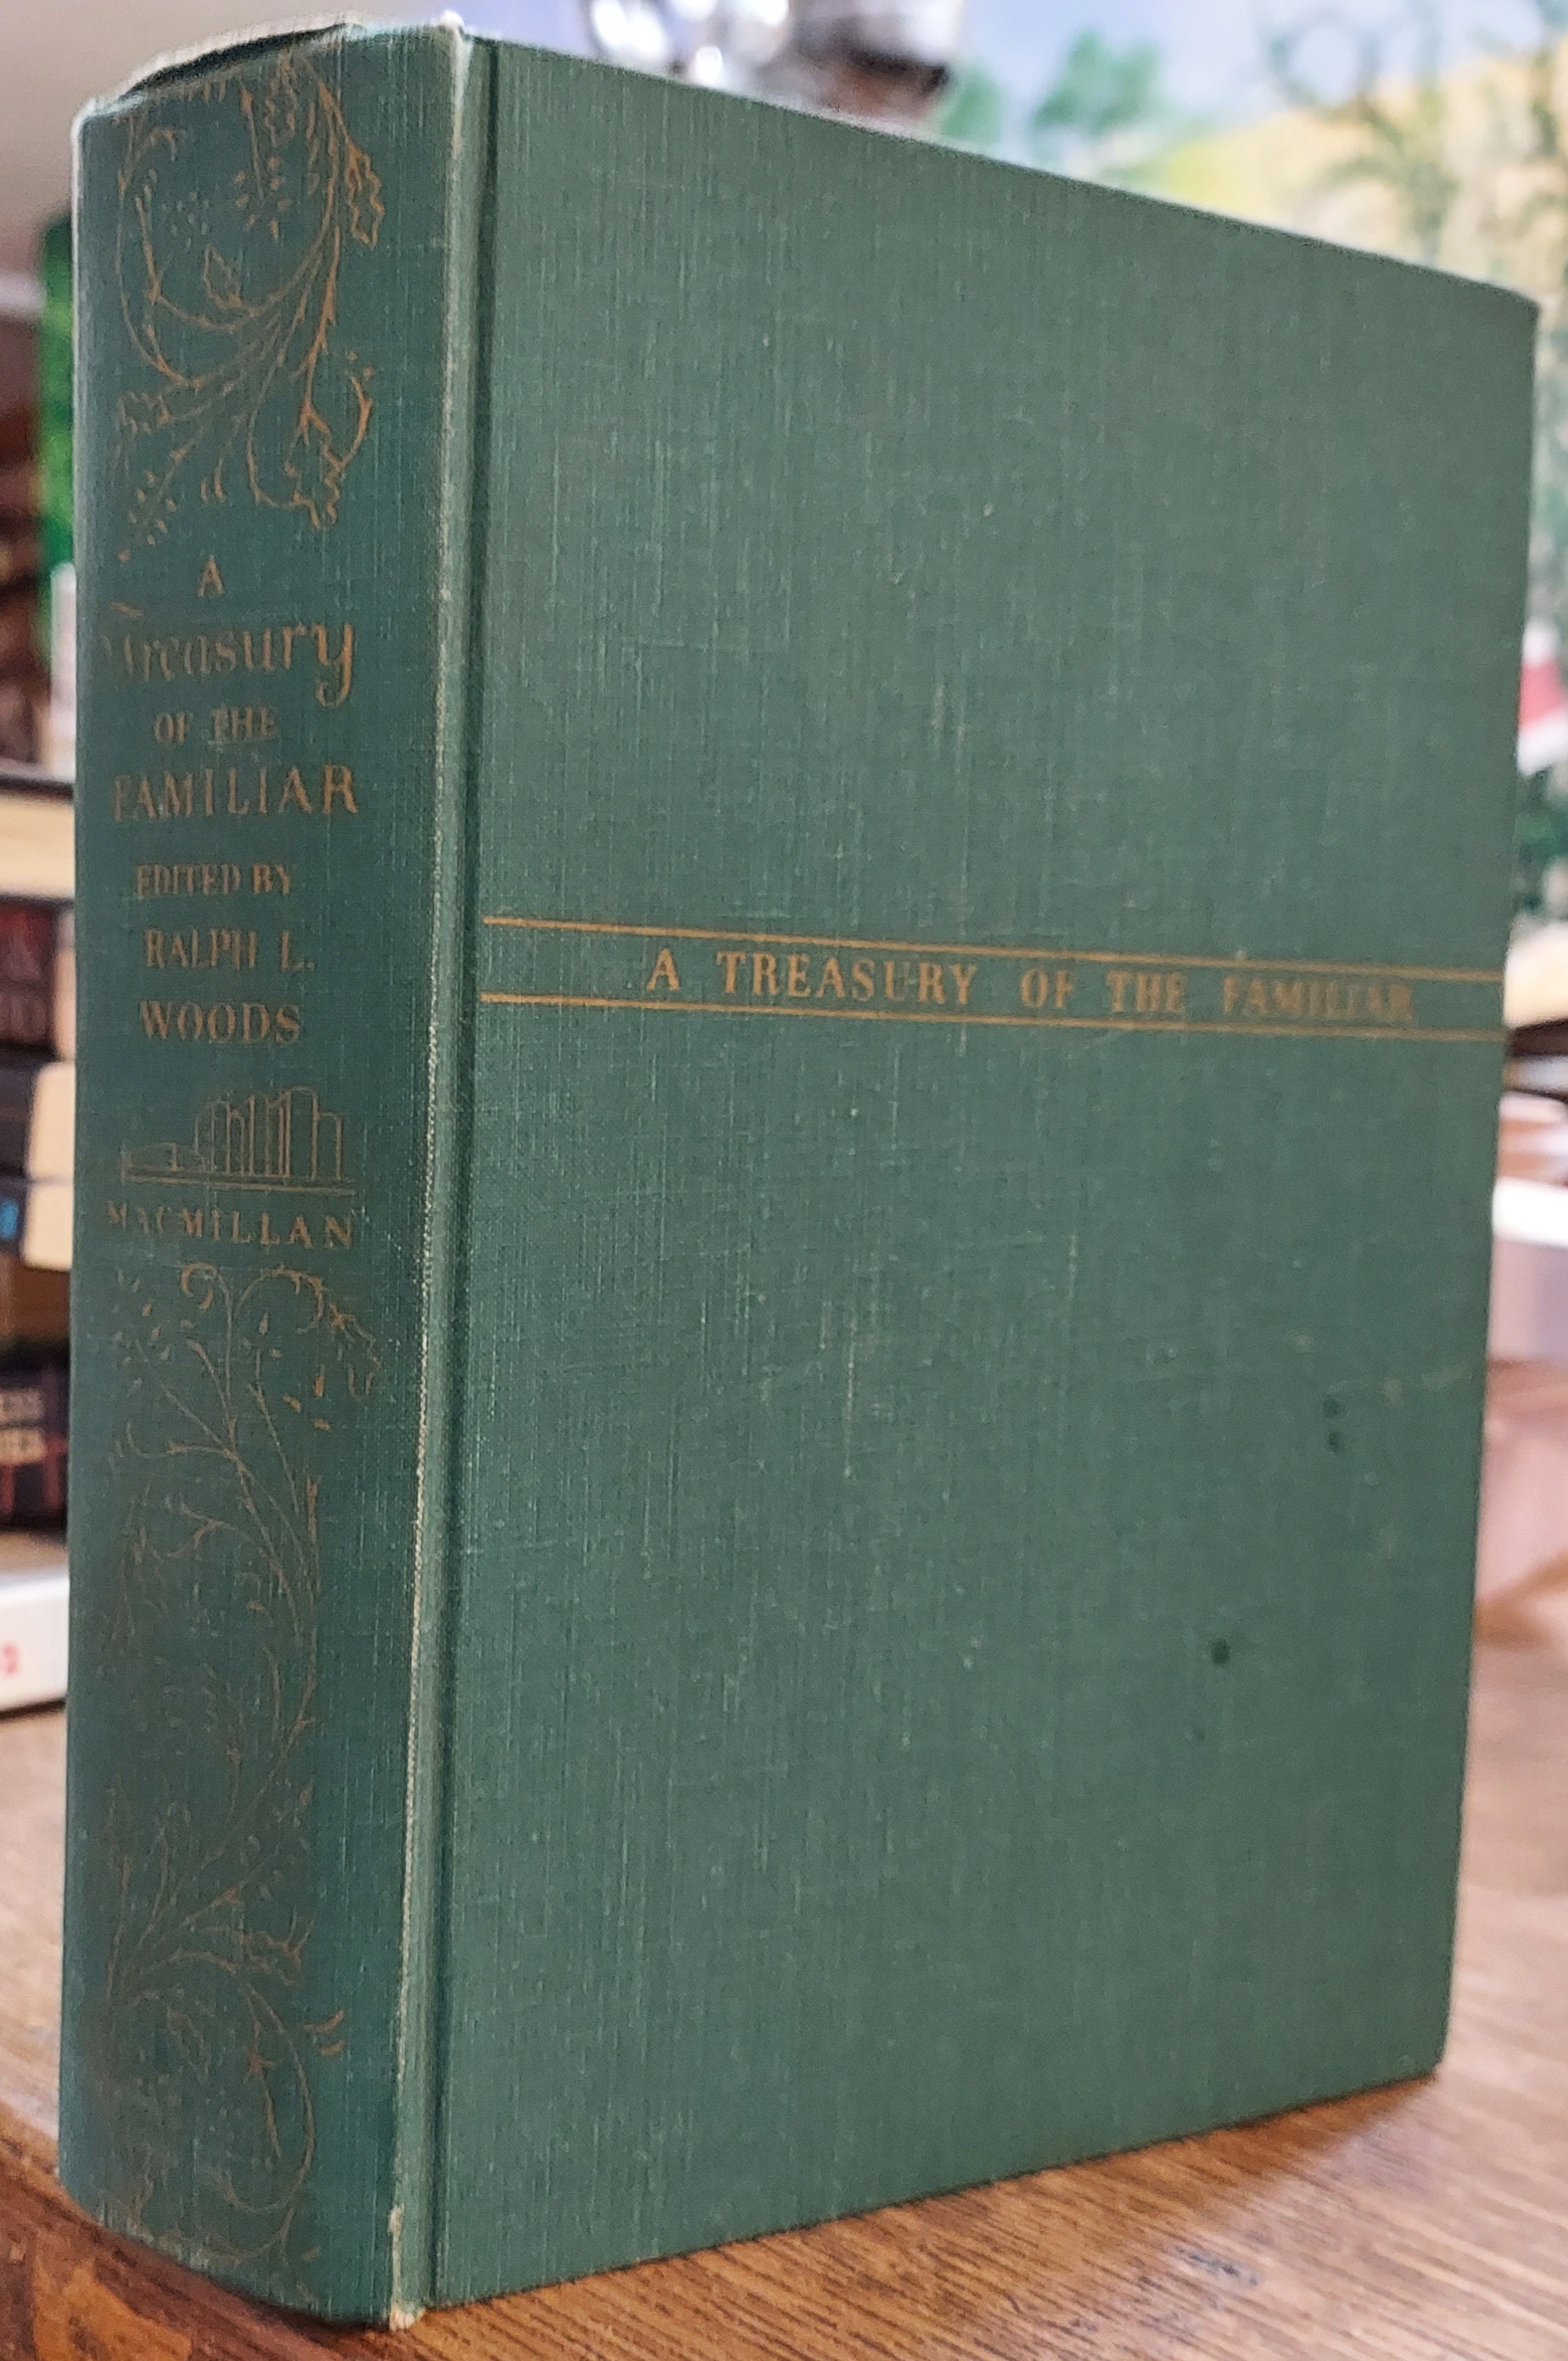 A
Treasury
OF THE
FAMILIAR
EDITED BY
RALPH L.
WOODS
MACMILLAN
A TREASURY OF THE FAMILIAR